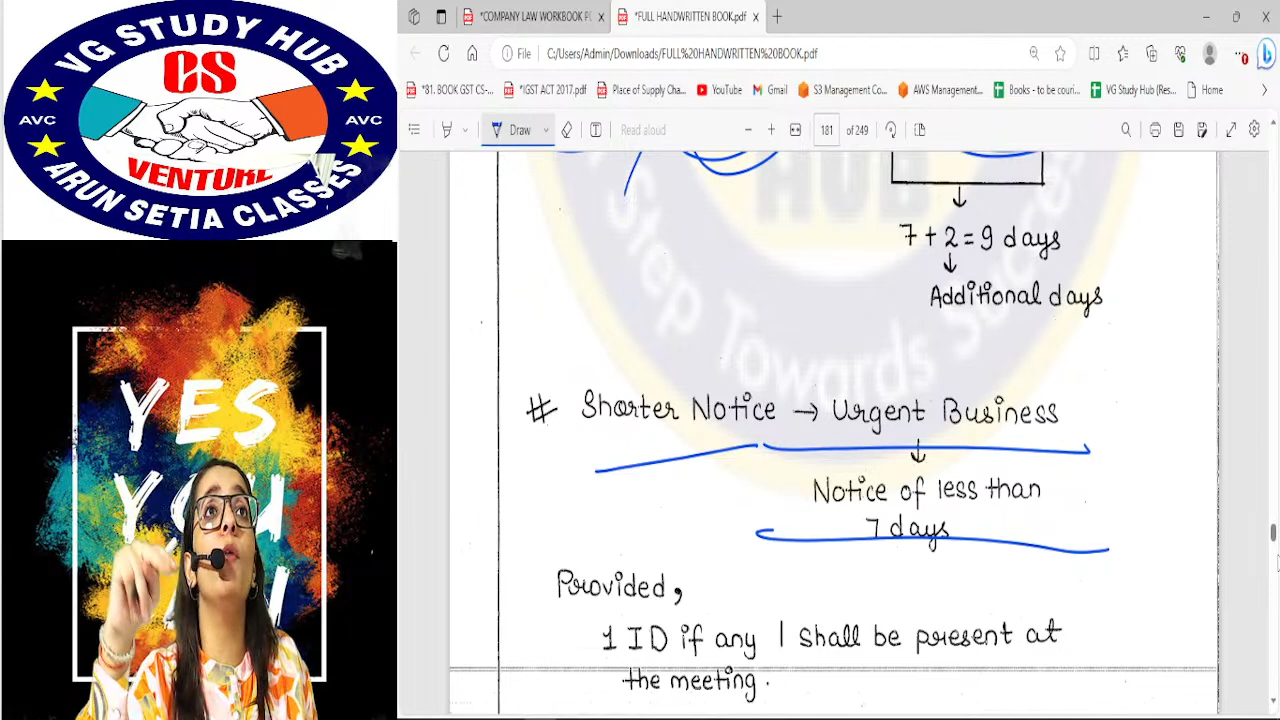 VG STUDY HUB
CS
AVC
AVC
VENTURE
ARUN SETIA CLASSES
YES
YOU
*COMPANY LAW WORKBOOK
*FULL HANDWRITTEN BOOK.pdf
File
C:/Users/Admin/Downloads/FULL%20HANDWRITTEN%20BOOK.pdf
*81. BOOK GST CS-...
*IGST ACT 2017.pdf
Place of Supply Cha...
YouTube
Gmail
S3 Management Co...
AWS Management...
Books - to be couri...
VG Study Hub (Res...
Home
Draw
Read aloud
181 of 249
7 + 2 = 9 days
Additional days
Step Towards
# Shorter Notice → Urgent Business
Notice of less than
7 days
Provided,
1 ID if any | shall be present at
the meeting.